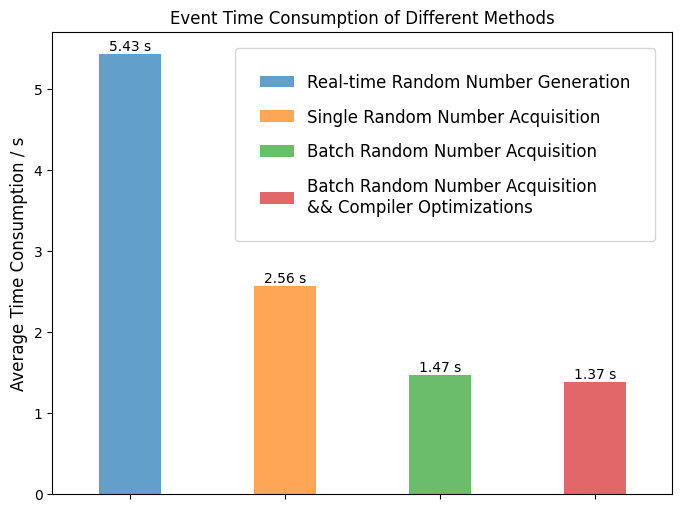 Event Time Consumption of Different Methods
Average Time Consumption / s
5
4
3
2
1
0
5.43 s
2.56 s
1.47 s
1.37 s
Real-time Random Number Generation
Single Random Number Acquisition
Batch Random Number Acquisition
Batch Random Number Acquisition
&& Compiler Optimizations